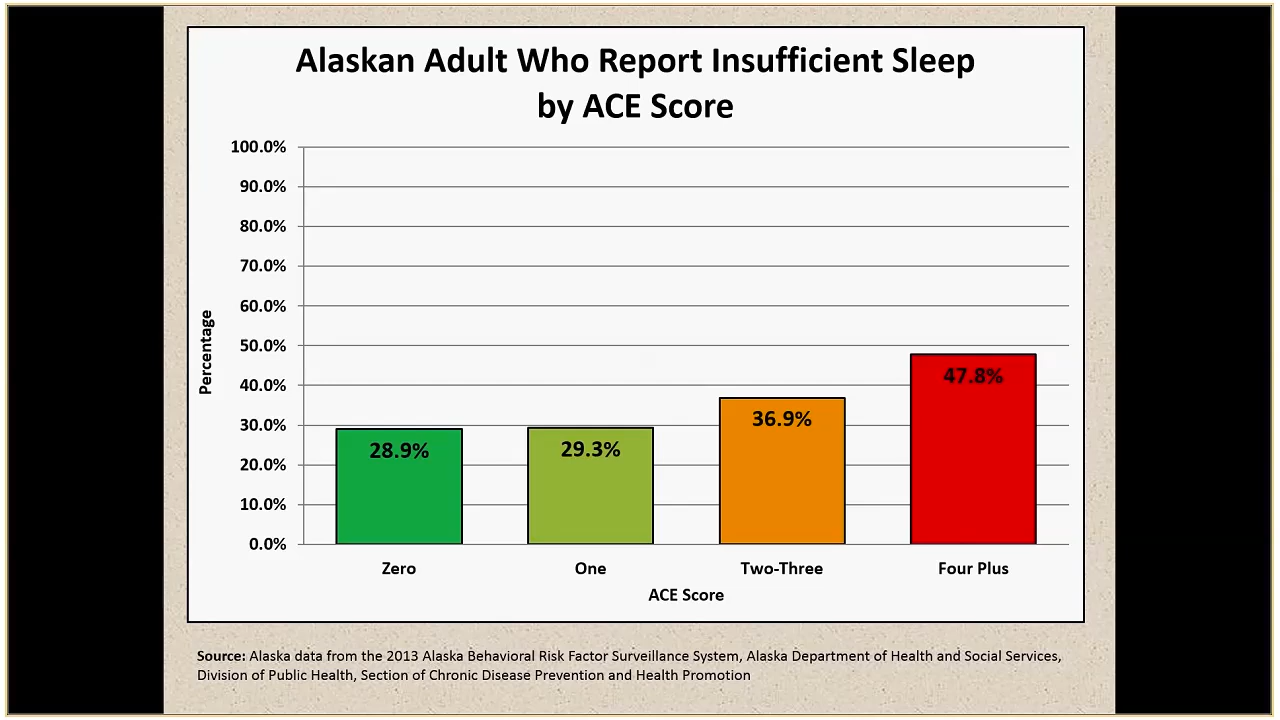 Alaskan Adult Who Report Insufficient Sleep
by ACE Score
100.0%
90.0%
80.0%
70.0%
60.0%
50.0%
40.0%
30.0%
20.0%
10.0%
0.0%
Percentage
28.9%
29.3%
36.9%
47.8%
Zero
One
Two-Three
Four Plus
ACE Score
Source: Alaska data from the 2013 Alaska Behavioral Risk Factor Surveillance System, Alaska Department of Health and Social Services,
Division of Public Health, Section of Chronic Disease Prevention and Health Promotion